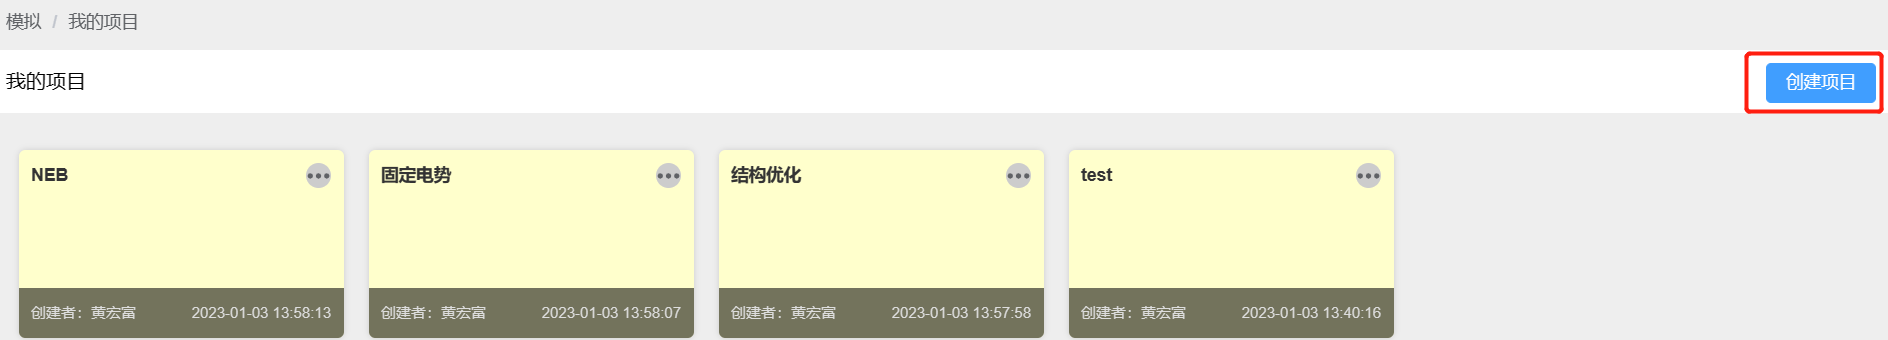 模拟 / 我的项目
我的项目
创建项目
NEB
固定电势
结构优化
test
创建者：黄宏富 2023-01-03 13:58:13
创建者：黄宏富 2023-01-03 13:58:07
创建者：黄宏富 2023-01-03 13:57:58
创建者：黄宏富 2023-01-03 13:40:16